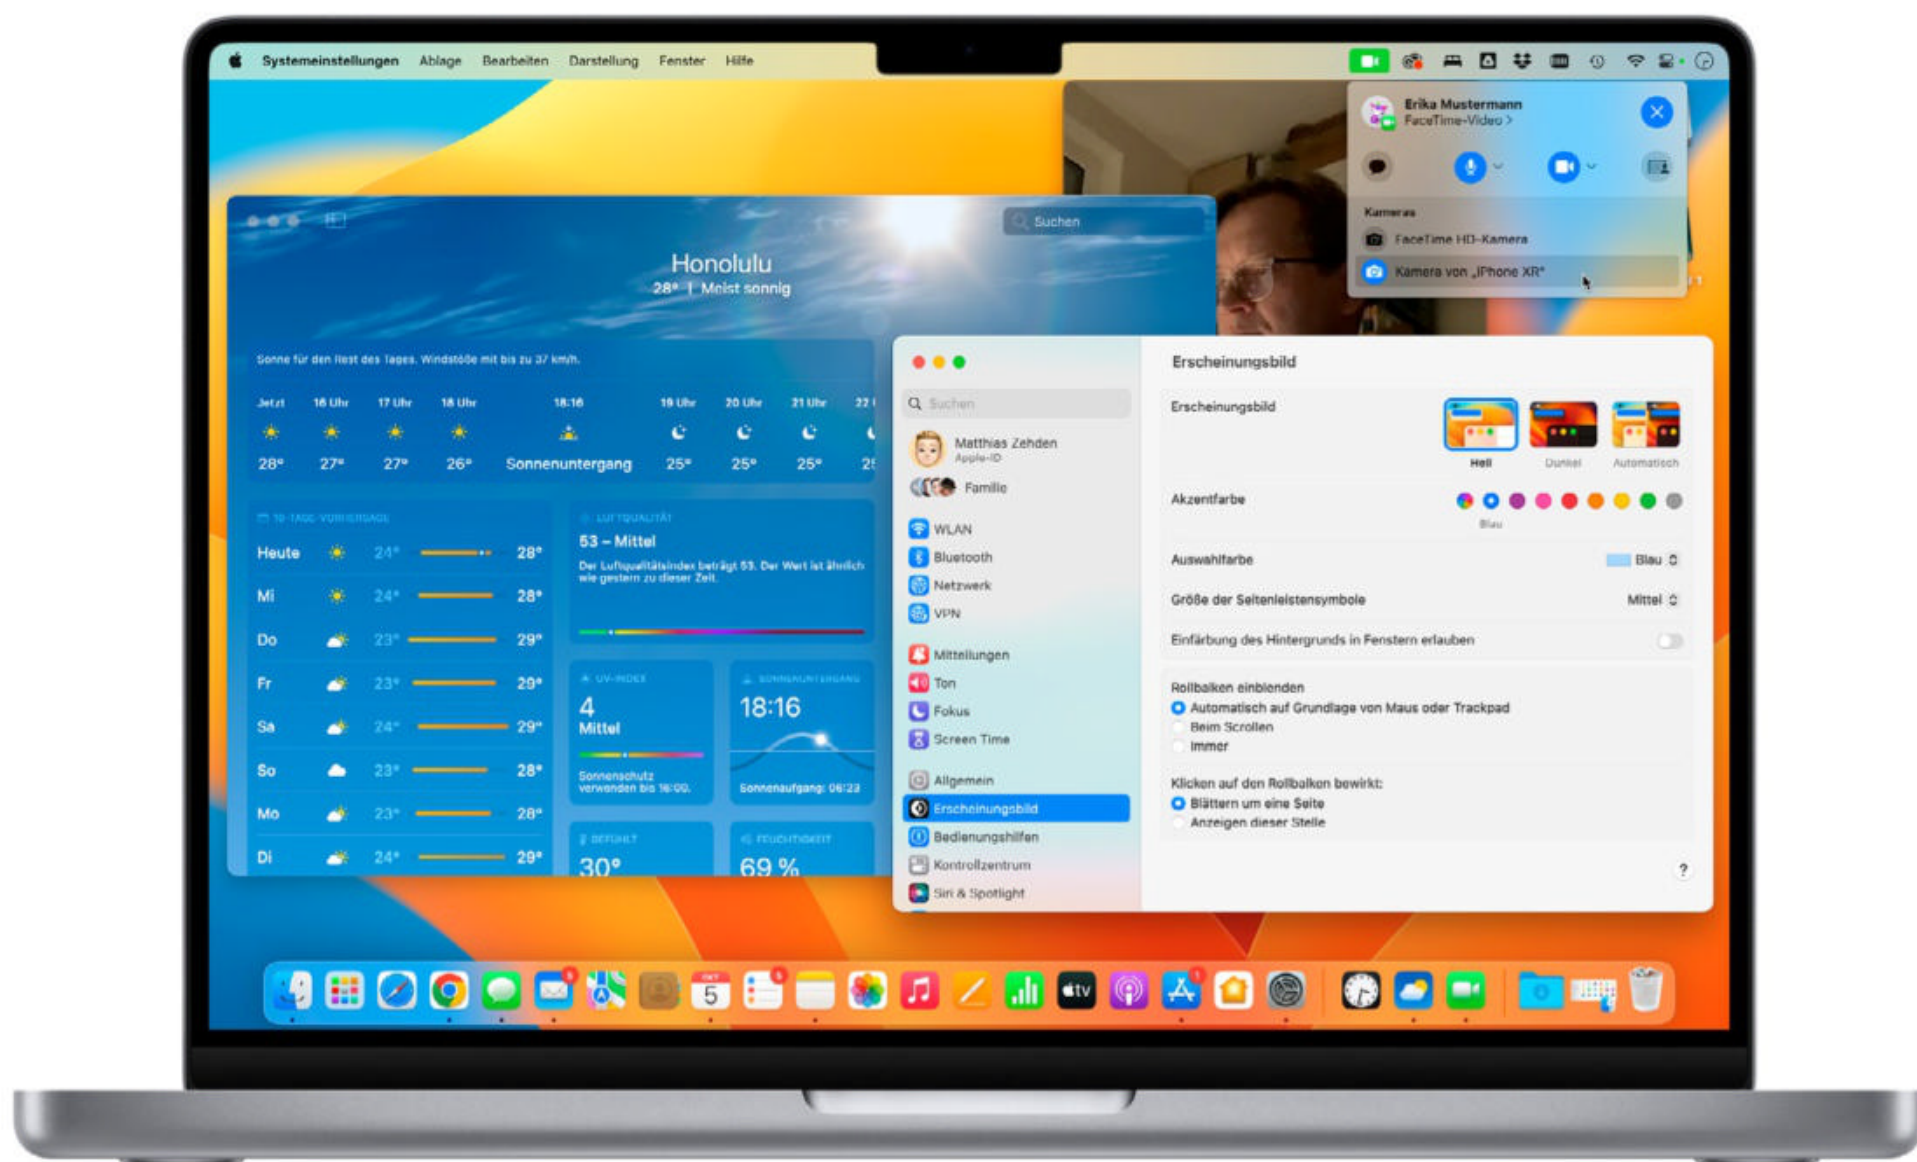 Systemeinstellungen Ablage Bearbeiten Darstellung Fenster Hilfe
Erika Mustermann
FaceTime-Video >
Kameras
FaceTime HD-Kamera
Kamera von „iPhone XR“
Suchen
Honolulu
28° | Meist sonnig
Sonne für den Rest des Tages. Windstöße mit bis zu 37 km/h.
Jetzt 16 Uhr 17 Uhr 18 Uhr 18:16 19 Uhr 20 Uhr 21 Uhr 22
28° 27° 27° 26° Sonnenuntergang 25° 25° 25°
10-TAGE-VORHERSAGE
Heute 24° 28°
Mi 24° 28°
Do 23° 29°
Fr 23° 29°
Sa 24° 29°
So 23° 28°
Mo 23° 28°
Di 24° 29°
LUFTQUALITÄT
53 – Mittel
Der Luftqualitätsindex beträgt 53. Der Wert ist ähnlich
wie gestern zu dieser Zeit.
UV-INDEX
4
Mittel
Sonnenschutz
verwenden bis 16:00.
SONNENUNTERGANG
18:16
Sonnenaufgang: 06:23
GEFÜHLT
30°
FEUCHTIGKEIT
69 %
Suchen
Matthias Zehden
Apple-ID
Familie
WLAN
Bluetooth
Netzwerk
VPN
Mitteilungen
Ton
Fokus
Screen Time
Allgemein
Erscheinungsbild
Bedienungshilfen
Kontrollzentrum
Siri & Spotlight
Erscheinungsbild
Erscheinungsbild
Hell Dunkel Automatisch
Akzentfarbe
Blau
Auswahlfarbe Blau
Größe der Seitenleistensymbole Mittel
Einfärbung des Hintergrunds in Fenstern erlauben
Rollbalken einblenden
Automatisch auf Grundlage von Maus oder Trackpad
Beim Scrollen
Immer
Klicken auf den Rollbalken bewirkt:
Blättern um eine Seite
Anzeigen dieser Stelle
?
OKT
5
tv